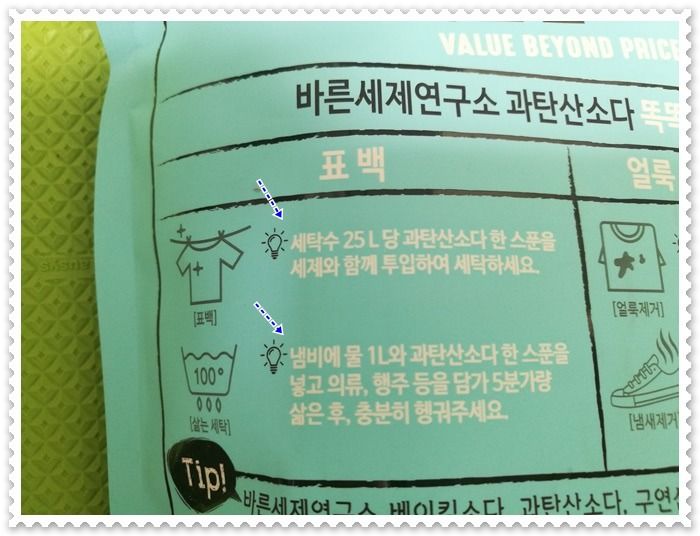 VALUE BEYOND PRICE
바른세제연구소 과탄산소다 똑똑
표 백
얼룩
세탁수 25 L 당 과탄산소다 한 스푼을
세제와 함께 투입하여 세탁하세요.
[표백]
[얼룩제거]
냄비에 물 1L와 과탄산소다 한 스푼을
넣고 의류, 행주 등을 담가 5분가량
삶은 후, 충분히 헹궈주세요.
100°
[삶는 세탁]
[냄새제거]
Tip!
바른세제연구소 베이킹소다, 과탄산소다, 구연산